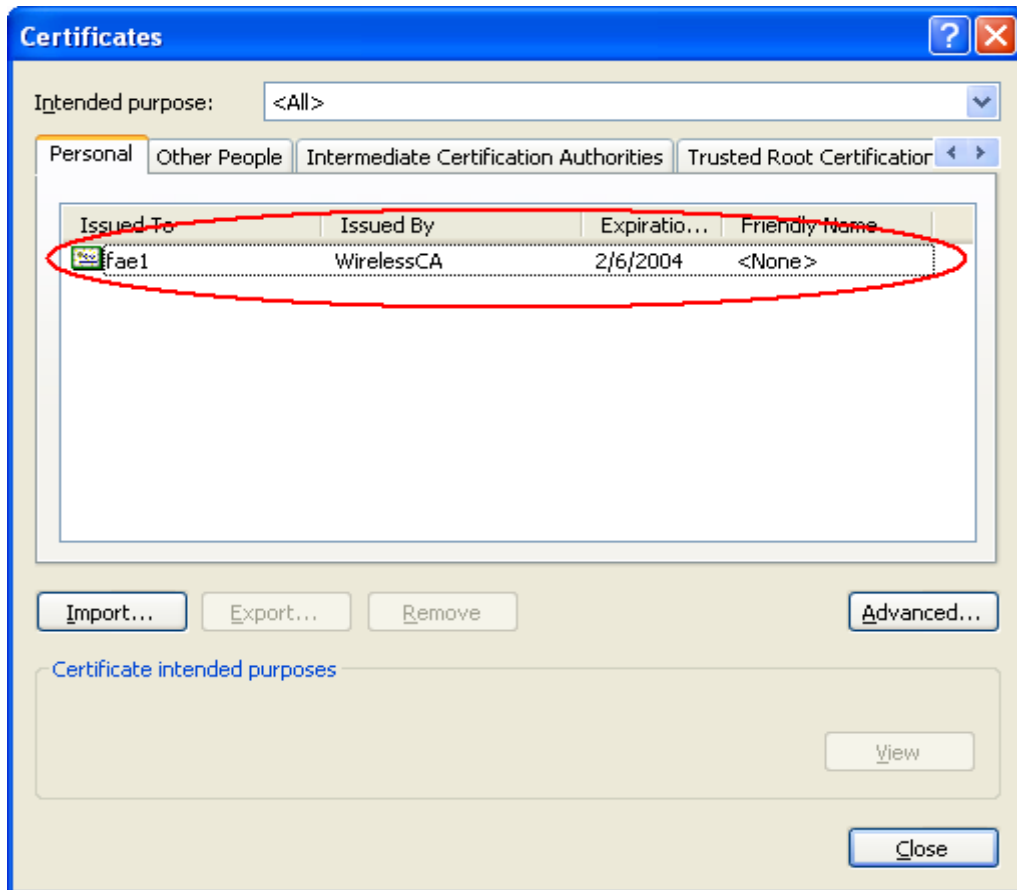 Certificates
Intended purpose: <All>
Personal Other People Intermediate Certification Authorities Trusted Root Certification
Issued To Issued By Expiratio... Friendly Name
fae1 WirelessCA 2/6/2004 <None>
Import... Export... Remove Advanced...
Certificate intended purposes
View
Close